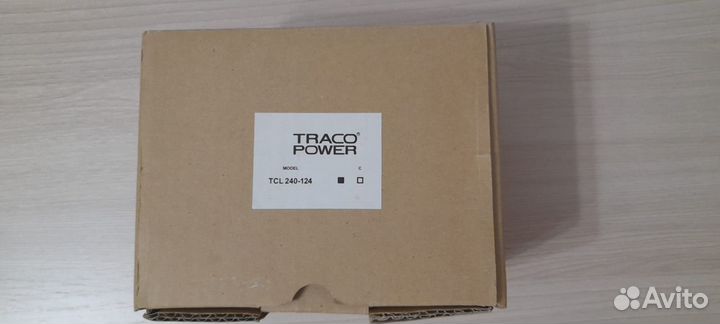 TRACO®
POWER
MODEL C
TCL 240-124 ■ □
Avito